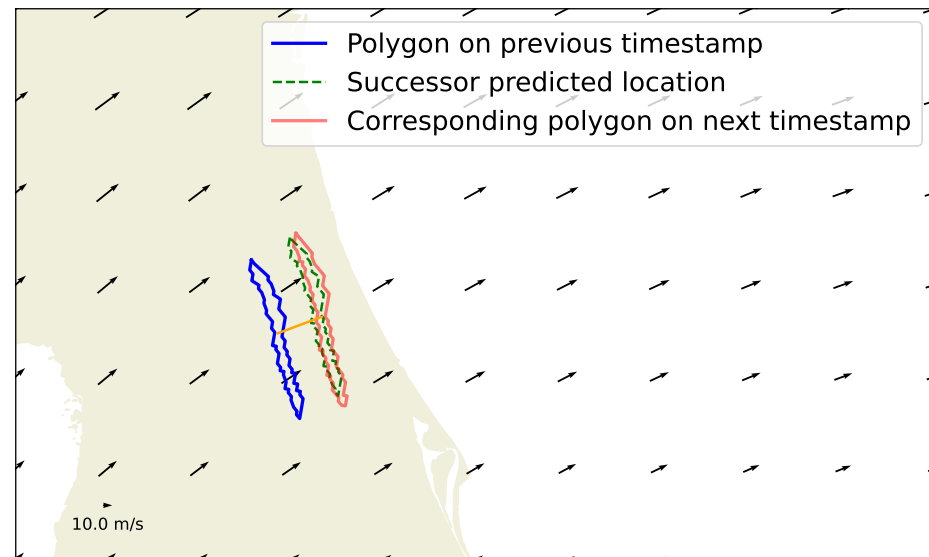 Polygon on previous timestamp
Successor predicted location
Corresponding polygon on next timestamp
10.0 m/s